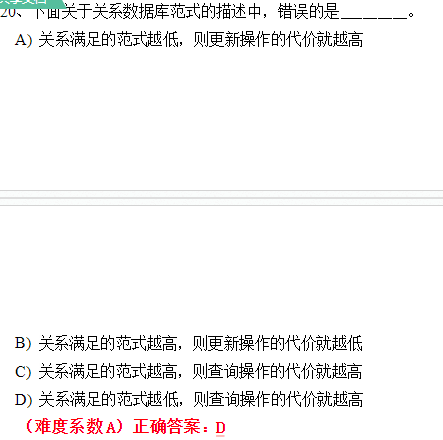 20、下面关于关系数据库范式的描述中，错误的是________。
A) 关系满足的范式越低，则更新操作的代价就越高
B) 关系满足的范式越高，则更新操作的代价就越低
C) 关系满足的范式越高，则查询操作的代价就越高
D) 关系满足的范式越低，则查询操作的代价就越高
（难度系数A）正确答案：D